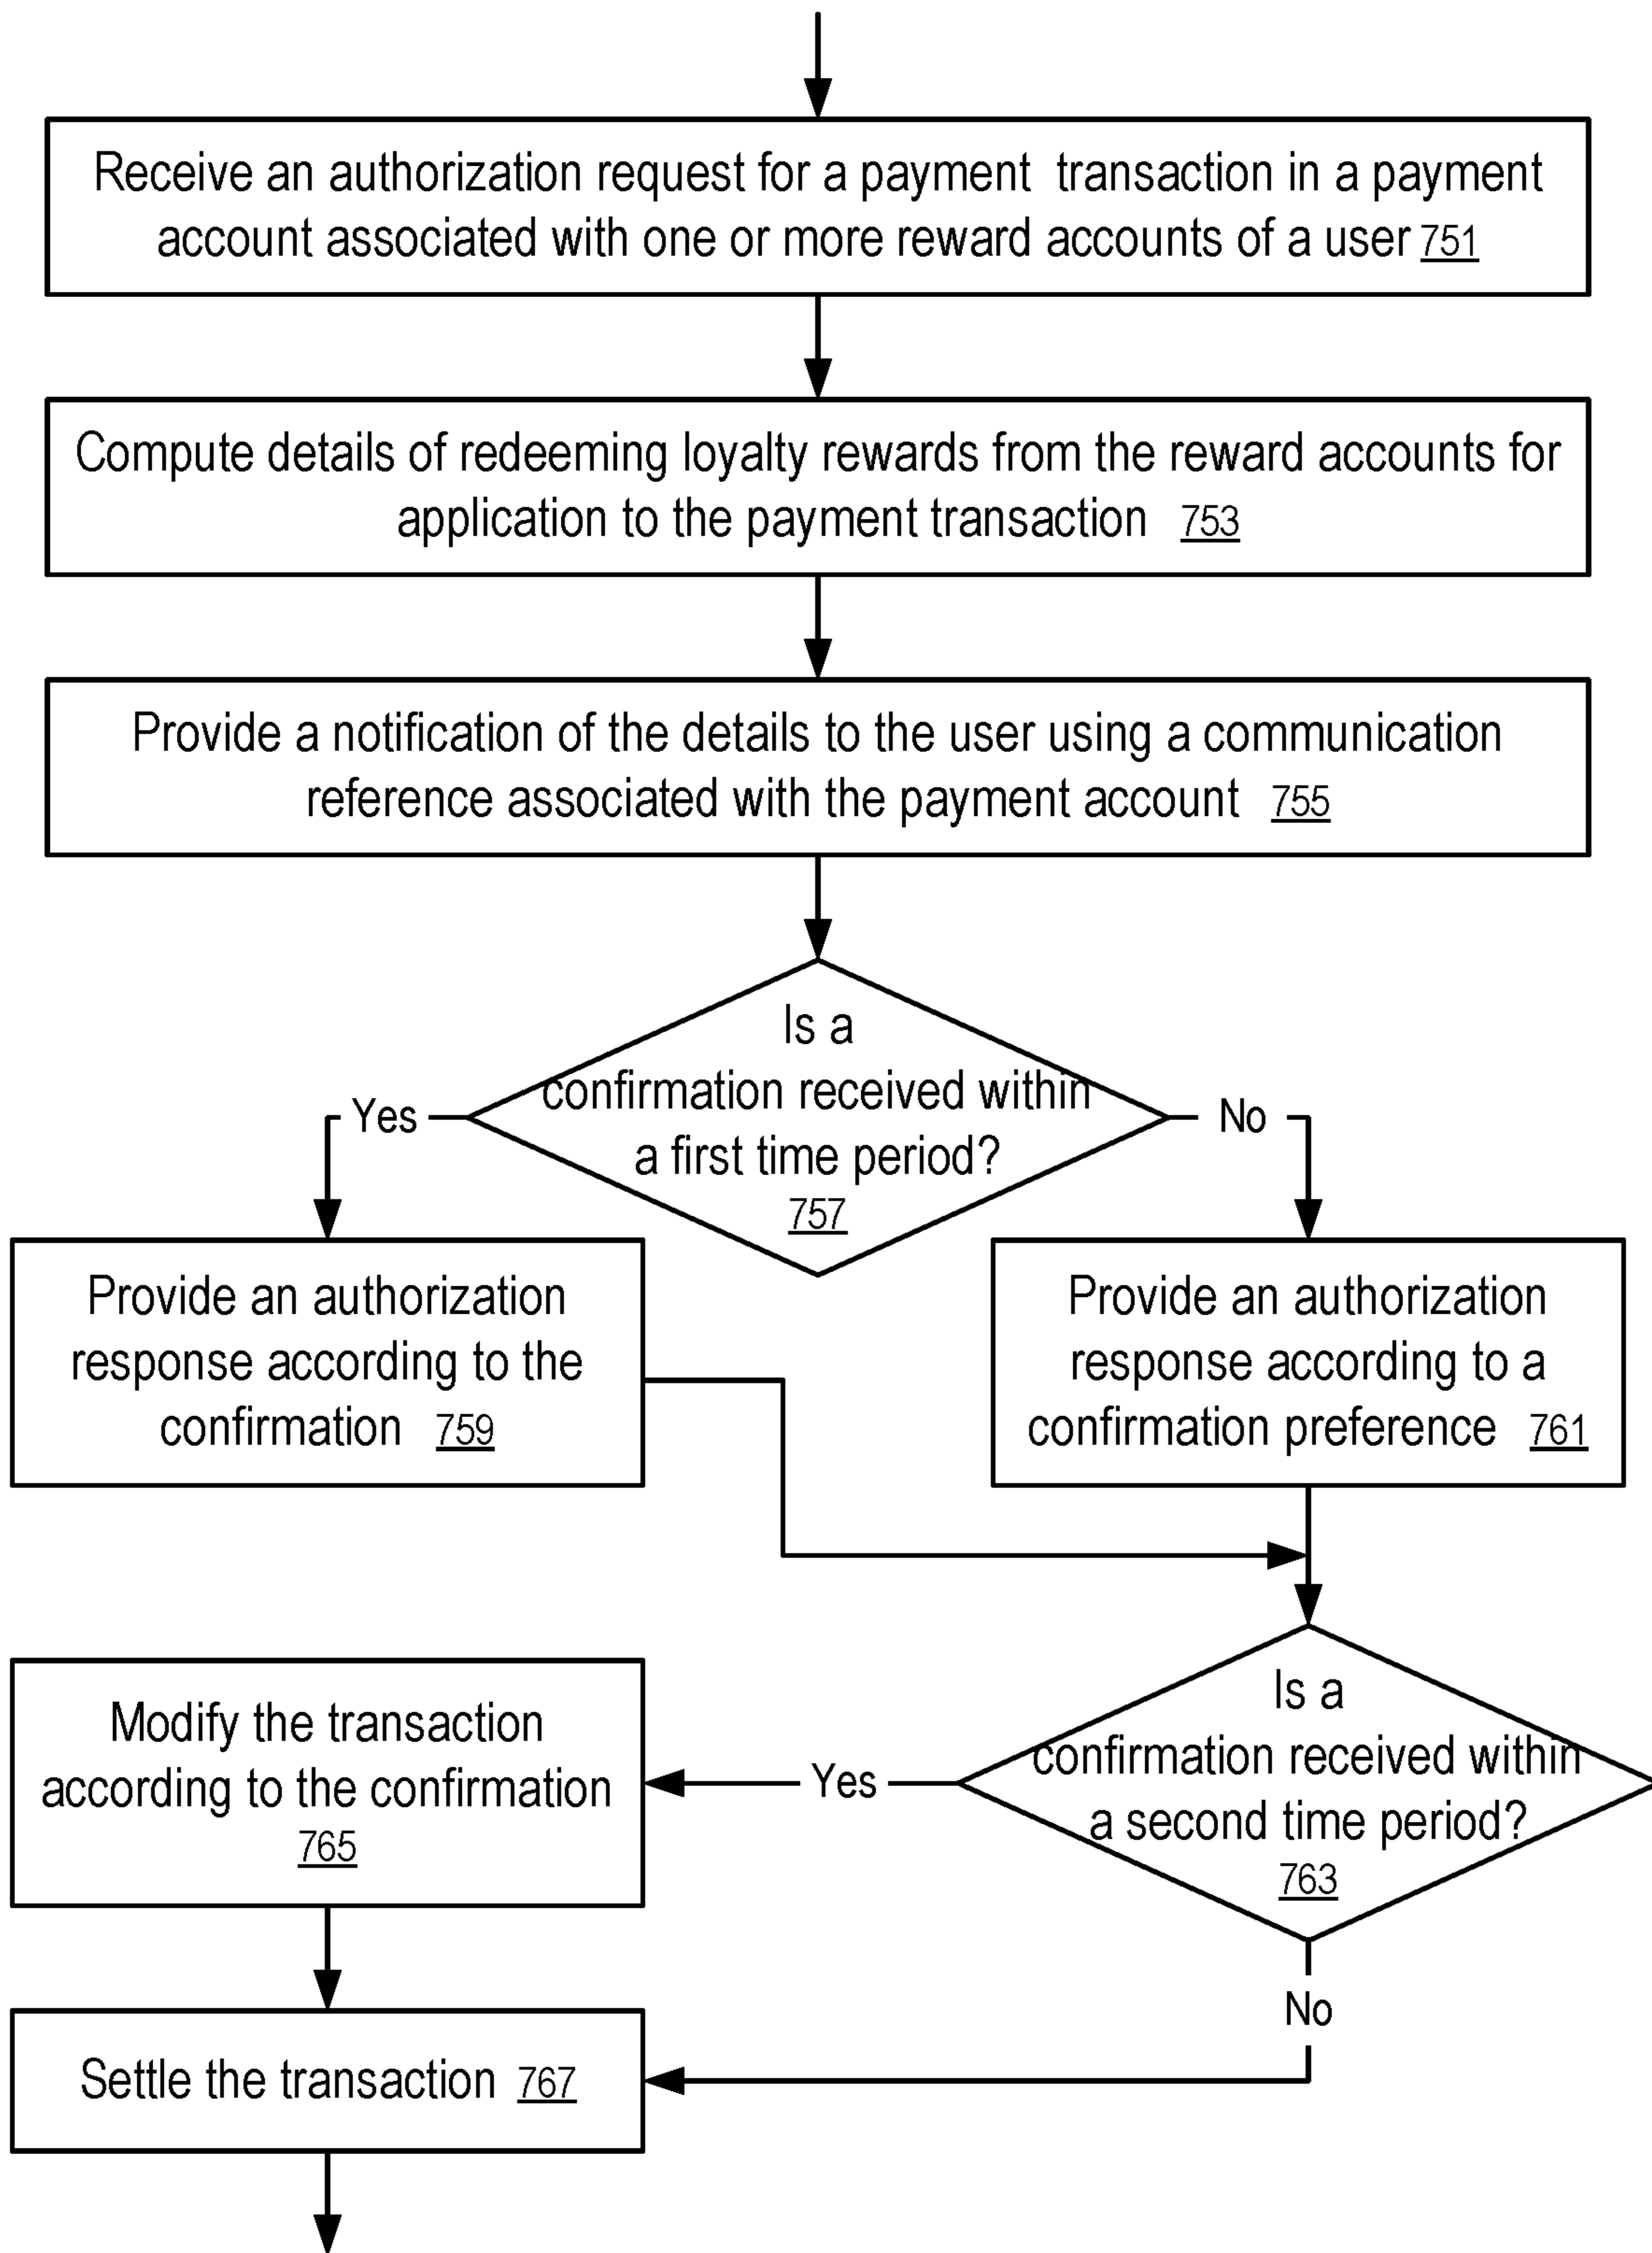 Receive an authorization request for a payment transaction in a payment
account associated with one or more reward accounts of a user 751
Compute details of redeeming loyalty rewards from the reward accounts for
application to the payment transaction 753
Provide a notification of the details to the user using a communication
reference associated with the payment account 755
Is a
confirmation received within
a first time period?
757
Yes
No
Provide an authorization
response according to the
confirmation 759
Provide an authorization
response according to a
confirmation preference 761
Is a
confirmation received within
a second time period?
763
Yes
Modify the transaction
according to the confirmation
765
No
Settle the transaction 767